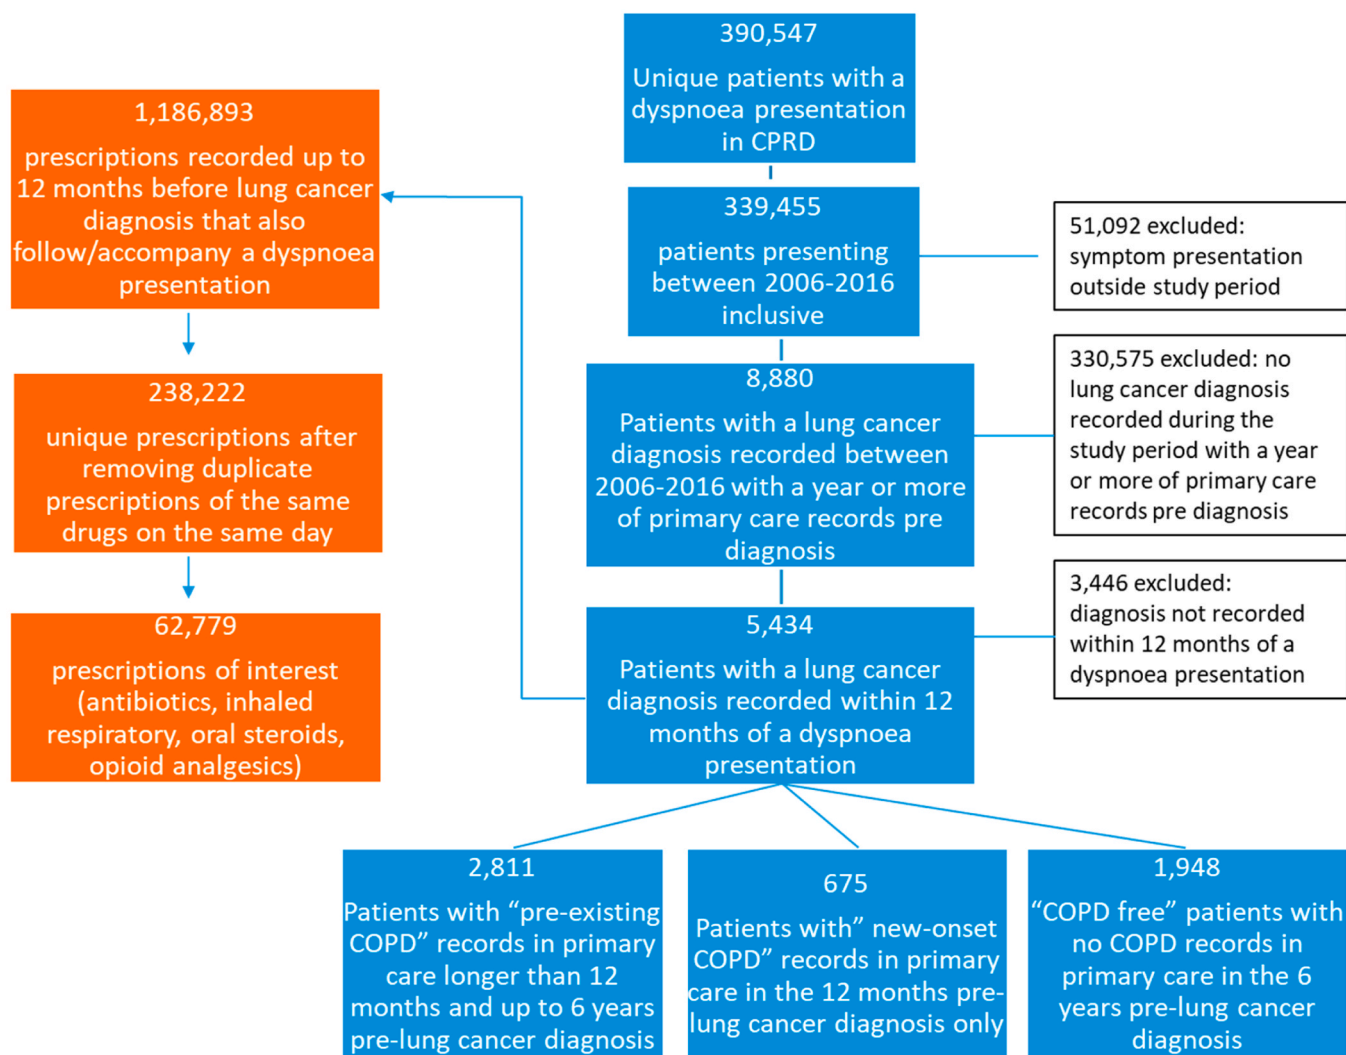 390,547
Unique patients with a
dyspnoea presentation
in CPRD
339,455
patients presenting
between 2006-2016
inclusive
51,092 excluded:
symptom presentation
outside study period
8,880
Patients with a lung cancer
diagnosis recorded between
2006-2016 with a year or more
of primary care records pre
diagnosis
330,575 excluded: no
lung cancer diagnosis
recorded during the
study period with a year
or more of primary care
records pre diagnosis
5,434
Patients with a lung cancer
diagnosis recorded within 12
months of a dyspnoea
presentation
3,446 excluded:
diagnosis not recorded
within 12 months of a
dyspnoea presentation
1,186,893
prescriptions recorded up to
12 months before lung cancer
diagnosis that also
follow/accompany a dyspnoea
presentation
238,222
unique prescriptions after
removing duplicate
prescriptions of the same
drugs on the same day
62,779
prescriptions of interest
(antibiotics, inhaled
respiratory, oral steroids,
opioid analgesics)
2,811
Patients with “pre-existing
COPD” records in primary
care longer than 12
months and up to 6 years
pre-lung cancer diagnosis
675
Patients with” new-onset
COPD” records in primary
care in the 12 months pre-
lung cancer diagnosis only
1,948
“COPD free” patients with
no COPD records in
primary care in the 6
years pre-lung cancer
diagnosis